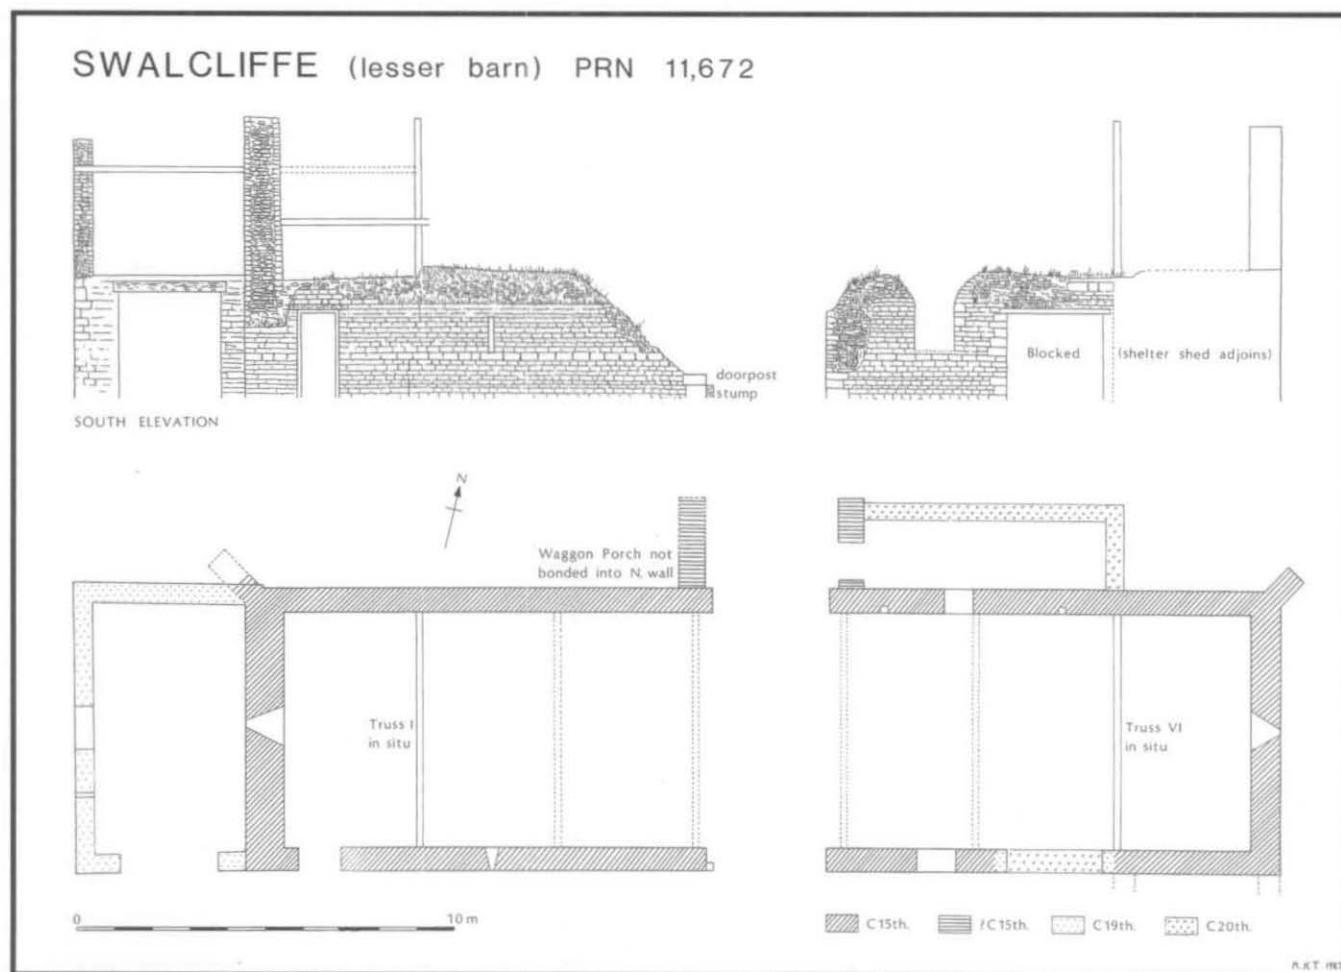 SWALCLIFFE (lesser barn) PRN 11,672
Blocked
(shelter shed adjoins)
doorpost
stump
SOUTH ELEVATION
N
Waggon Porch not
bonded into N. wall
Truss I
in situ
Truss VI
in situ
0
10 m
C15th.
?C15th.
C19th.
C20th.